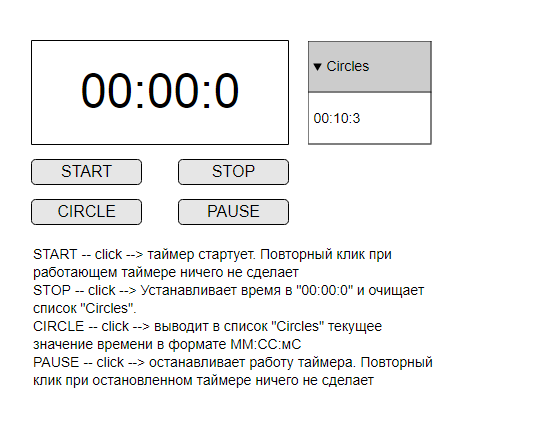 00:00:0
▼ Circles
00:10:3
START
STOP
CIRCLE
PAUSE
START -- click --> таймер стартует. Повторный клик при
работающем таймере ничего не сделает
STOP -- click --> Устанавливает время в "00:00:0" и очищает
список "Circles".
CIRCLE -- click --> выводит в список "Circles" текущее
значение времени в формате ММ:СС:мС
PAUSE -- click --> останавливает работу таймера. Повторный
клик при остановленном таймере ничего не сделает